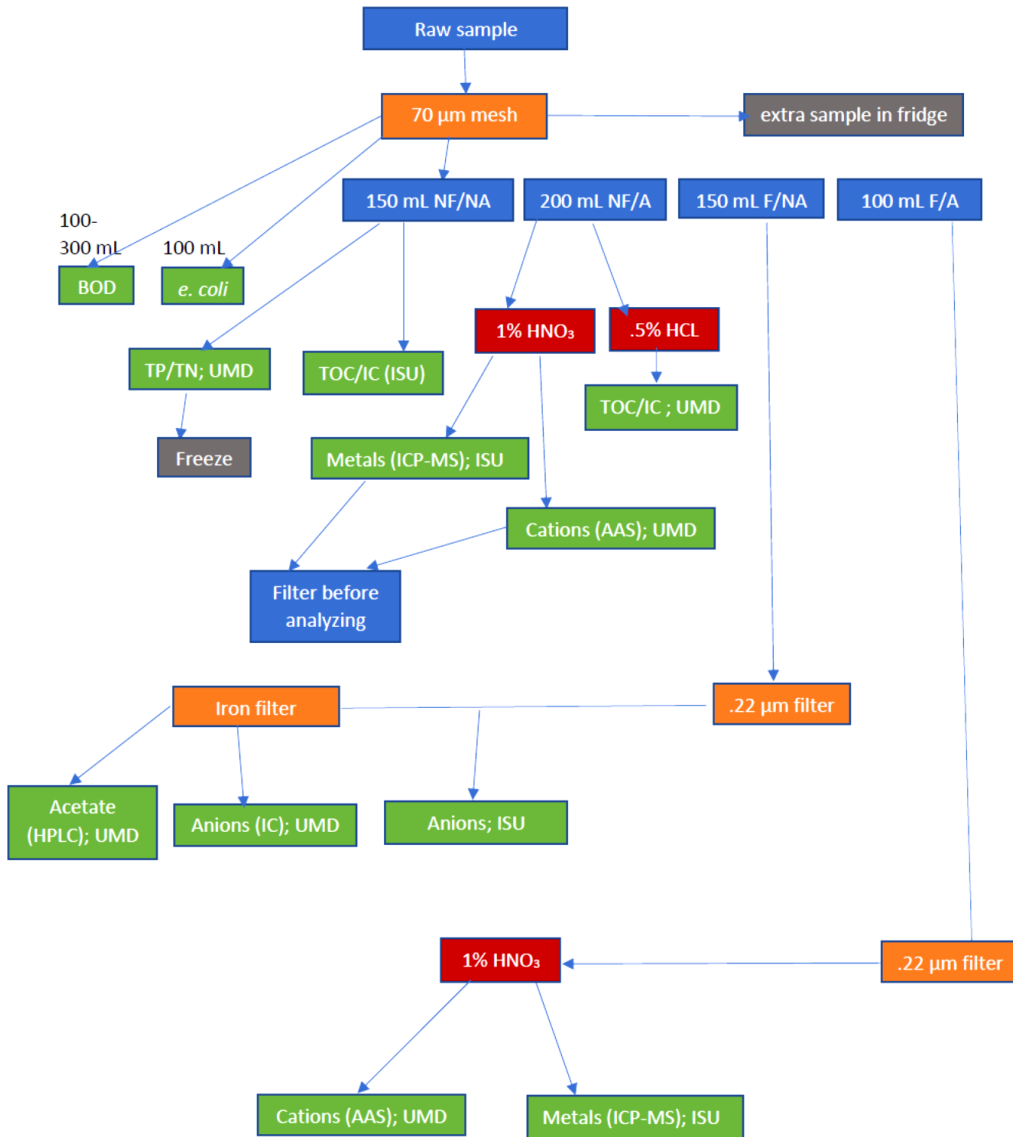 Raw sample
70 µm mesh
extra sample in fridge
150 mL NF/NA
200 mL NF/A
150 mL F/NA
100 mL F/A
100-
300 mL
100 mL
BOD
e. coli
1% HNO₃
.5% HCL
TP/TN; UMD
TOC/IC (ISU)
TOC/IC ; UMD
Freeze
Metals (ICP-MS); ISU
Cations (AAS); UMD
Filter before
analyzing
Iron filter
.22 µm filter
Acetate
(HPLC); UMD
Anions (IC); UMD
Anions; ISU
1% HNO₃
.22 µm filter
Cations (AAS); UMD
Metals (ICP-MS); ISU